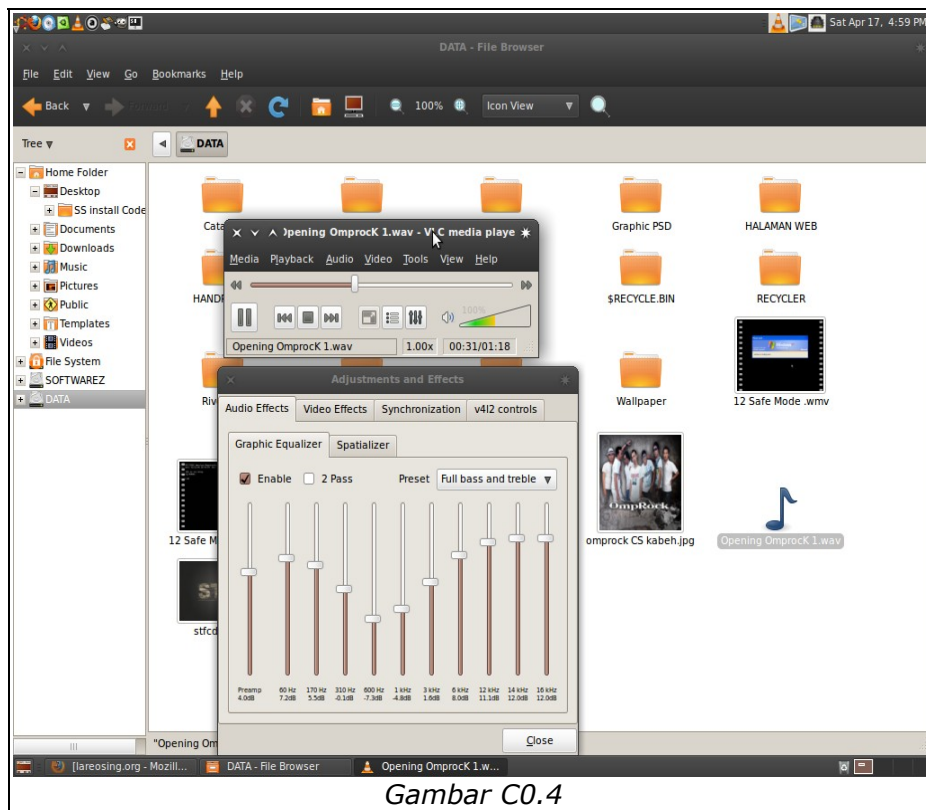 Sat Apr 17, 4:59 PM
DATA - File Browser
File Edit View Go Bookmarks Help
Back 100% Icon View
Tree DATA
Home Folder
Desktop
SS install Code
Documents
Downloads
Music
Pictures
Public
Templates
Videos
File System
SOFTWAREZ
DATA
Graphic PSD HALAMAN WEB
$RECYCLE.BIN RECYCLER
Wallpaper 12 Safe Mode .wmv
12 Safe M
OmpRock
omprock CS kabeh.jpg Opening OmprocK 1.wav
stfcd
"Opening Om
Opening OmprocK 1.wav - VLC media playe
Media Playback Audio Video Tools View Help
100%
Opening OmprocK 1.wav 1.00x 00:31/01:18
Adjustments and Effects
Audio Effects Video Effects Synchronization v4l2 controls
Graphic Equalizer Spatializer
Enable 2 Pass Preset Full bass and treble
Preamp 60 Hz 170 Hz 310 Hz 600 Hz 1 kHz 3 kHz 6 kHz 12 kHz 14 kHz 16 kHz
4.0dB 7.2dB 5.5dB -0.1dB -7.3dB -4.8dB 1.6dB 8.0dB 11.1dB 12.0dB 12.0dB
Close
[lareosing.org - Mozill... DATA - File Browser Opening OmprocK 1.w...
Gambar C0.4